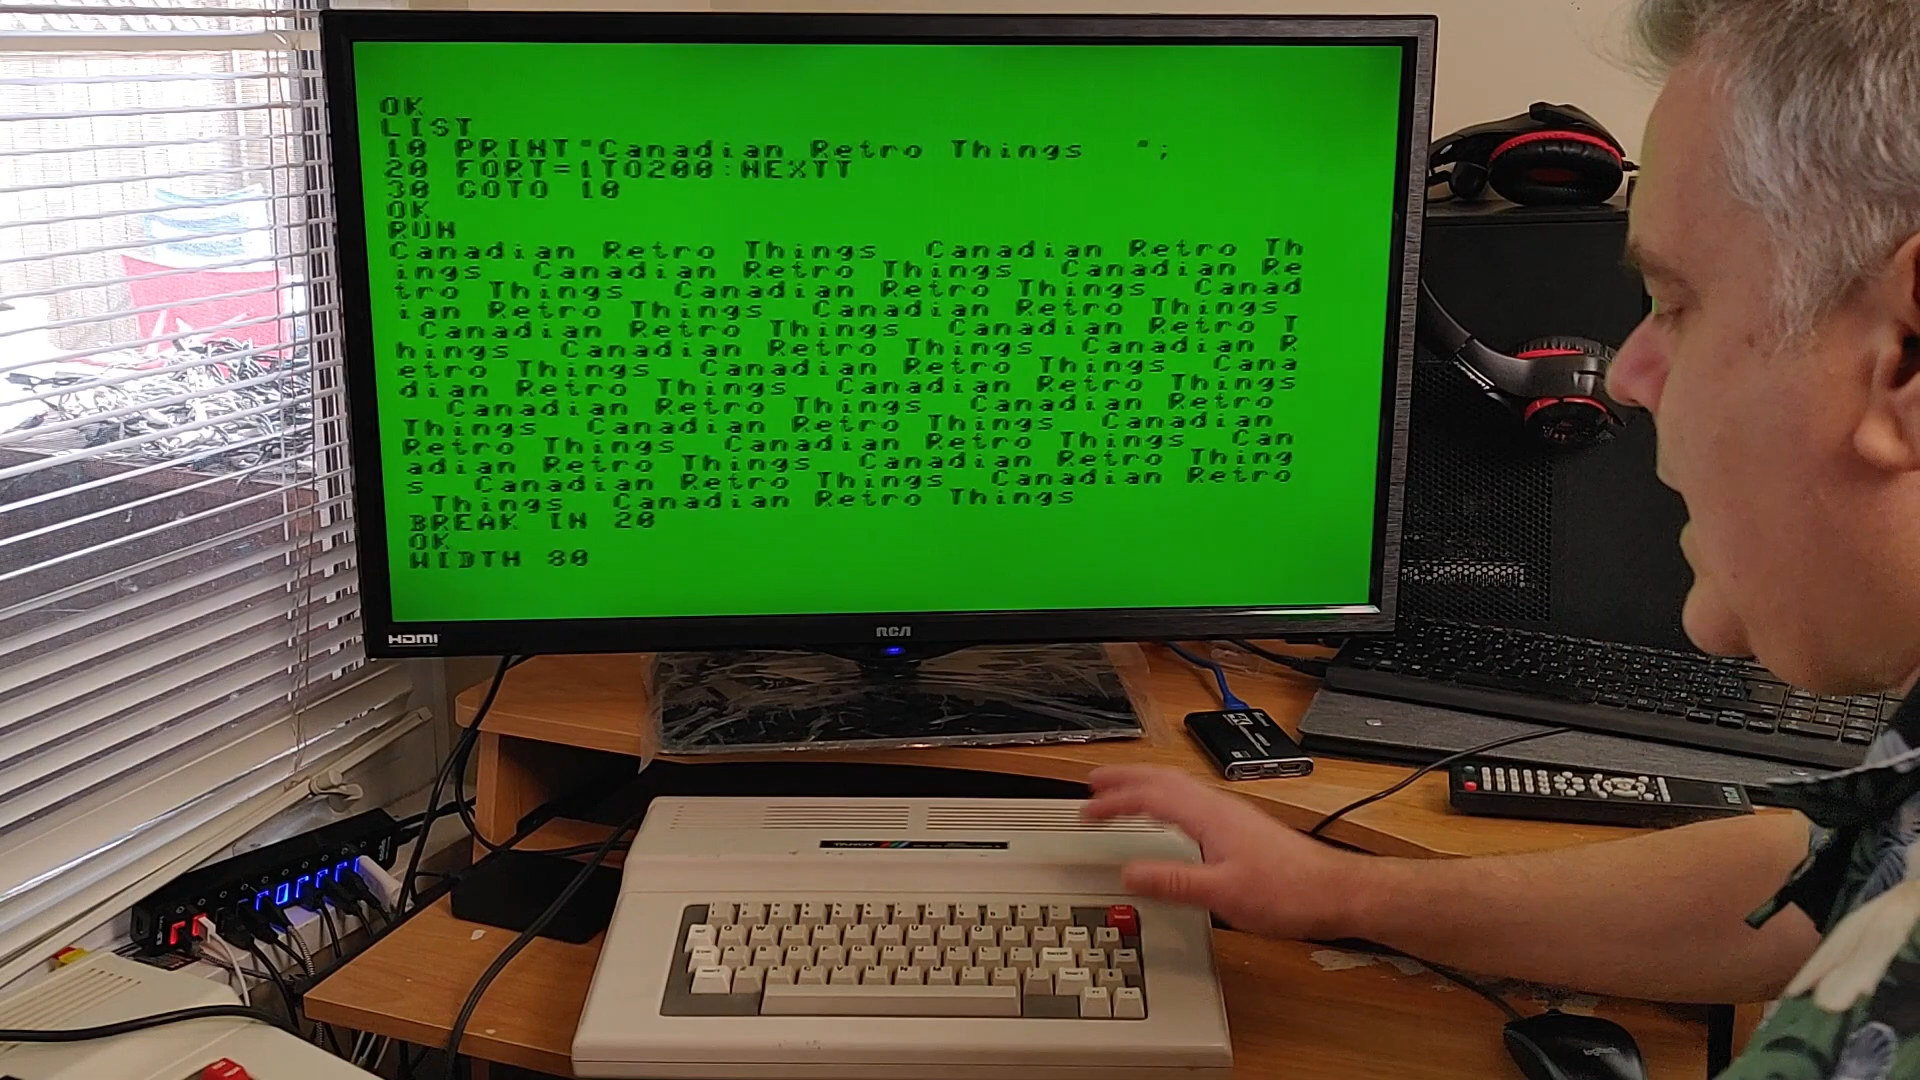 OK
LIST
10 PRINT"Canadian Retro Things  ";
20 FORT=1TO200:NEXTT
30 GOTO 10
OK
RUN
Canadian Retro Things  Canadian Retro Th
ings  Canadian Retro Things  Canadian Re
tro Things  Canadian Retro Things  Canad
ian Retro Things  Canadian Retro Things
 Canadian Retro Things  Canadian Retro T
hings  Canadian Retro Things  Canadian R
etro Things  Canadian Retro Things  Cana
dian Retro Things  Canadian Retro Things
  Canadian Retro Things  Canadian Retro
Things  Canadian Retro Things  Canadian
Retro Things  Canadian Retro Things  Can
adian Retro Things  Canadian Retro Thing
s  Canadian Retro Things  Canadian Retro
 Things  Canadian Retro Things
BREAK IN 20
OK
WIDTH 80
HDMI
RCA
TANDY
logitech